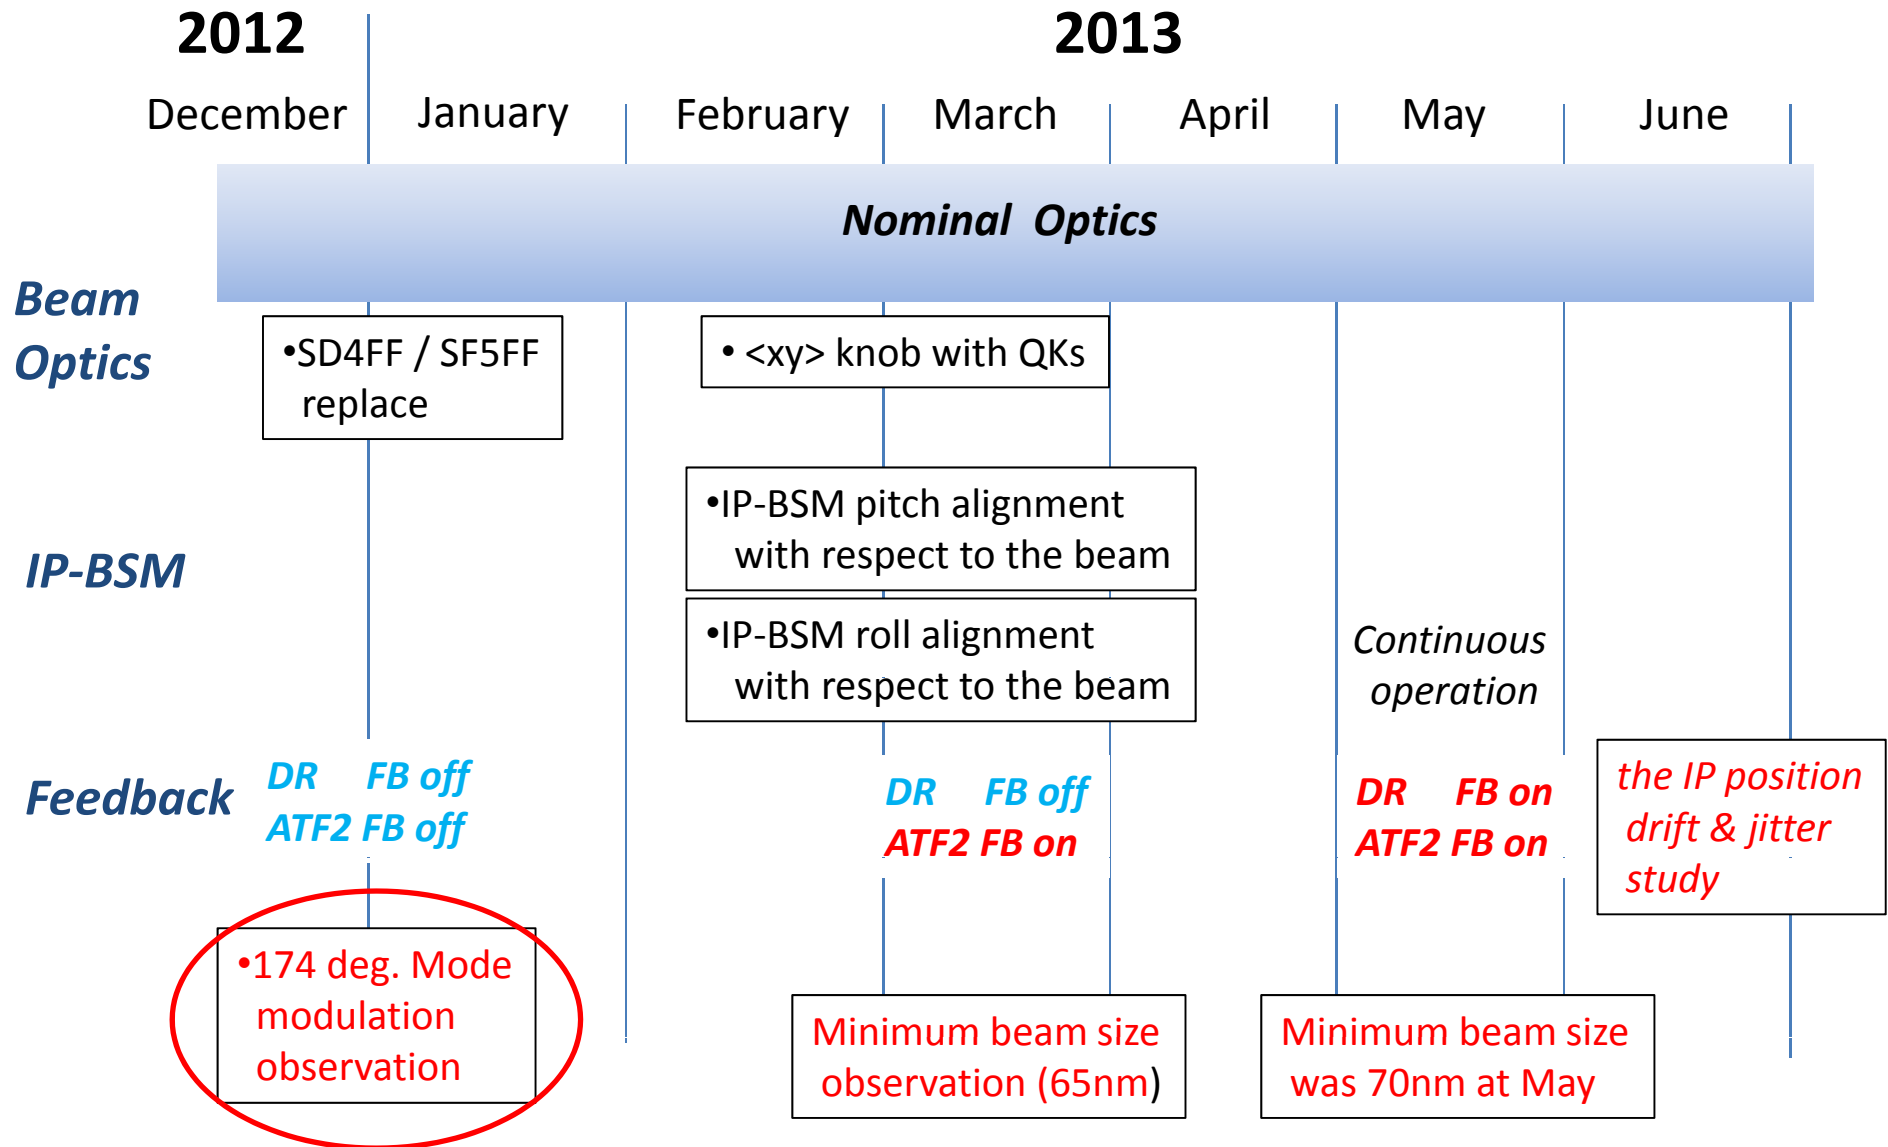 2012
2013
December
January
February
March
April
May
June
Nominal Optics
Beam
Optics
•SD4FF / SF5FF
replace
• <xy> knob with QKs
IP-BSM
•IP-BSM pitch alignment
with respect to the beam
•IP-BSM roll alignment
with respect to the beam
Continuous
operation
Feedback
DR FB off
ATF2 FB off
DR FB off
ATF2 FB on
DR FB on
ATF2 FB on
the IP position
drift & jitter
study
•174 deg. Mode
modulation
observation
Minimum beam size
observation (65nm)
Minimum beam size
was 70nm at May